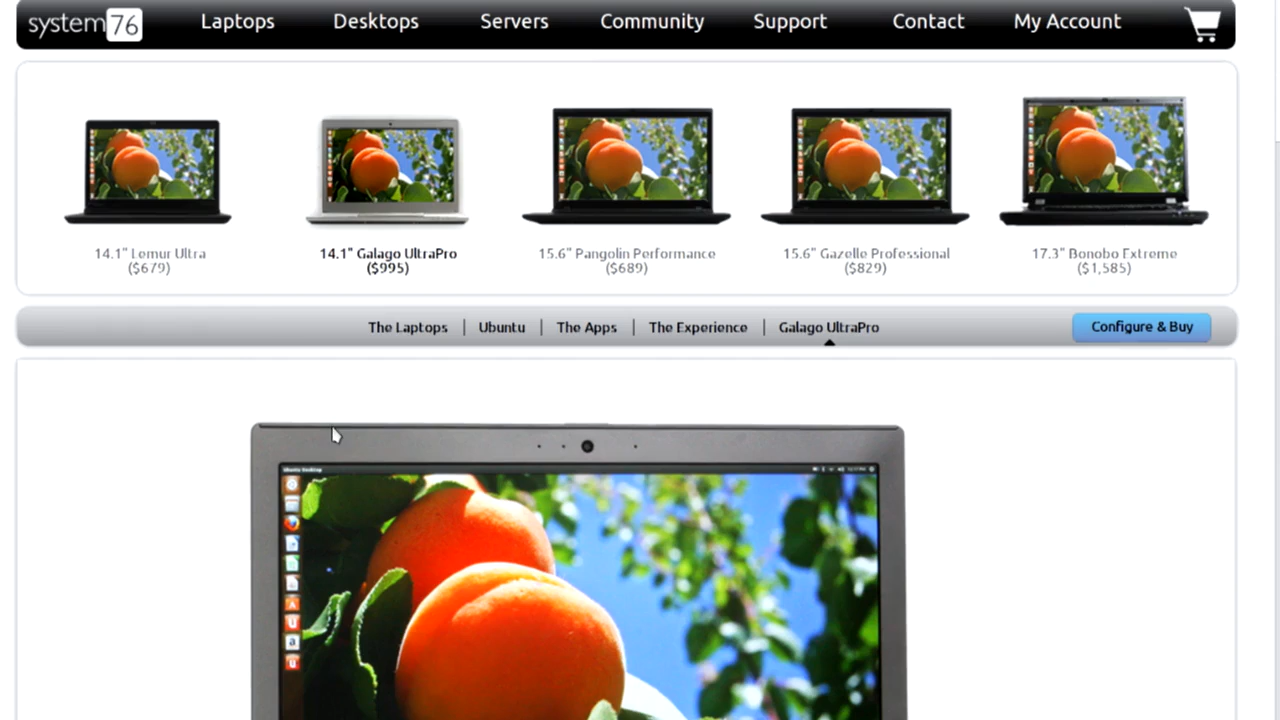 system76 Laptops Desktops Servers Community Support Contact My Account
14.1" Lemur Ultra
($679)
14.1" Galago UltraPro
($995)
15.6" Pangolin Performance
($689)
15.6" Gazelle Professional
($829)
17.3" Bonobo Extreme
($1,585)
The Laptops | Ubuntu | The Apps | The Experience | Galago UltraPro
Configure & Buy
Ubuntu Desktop